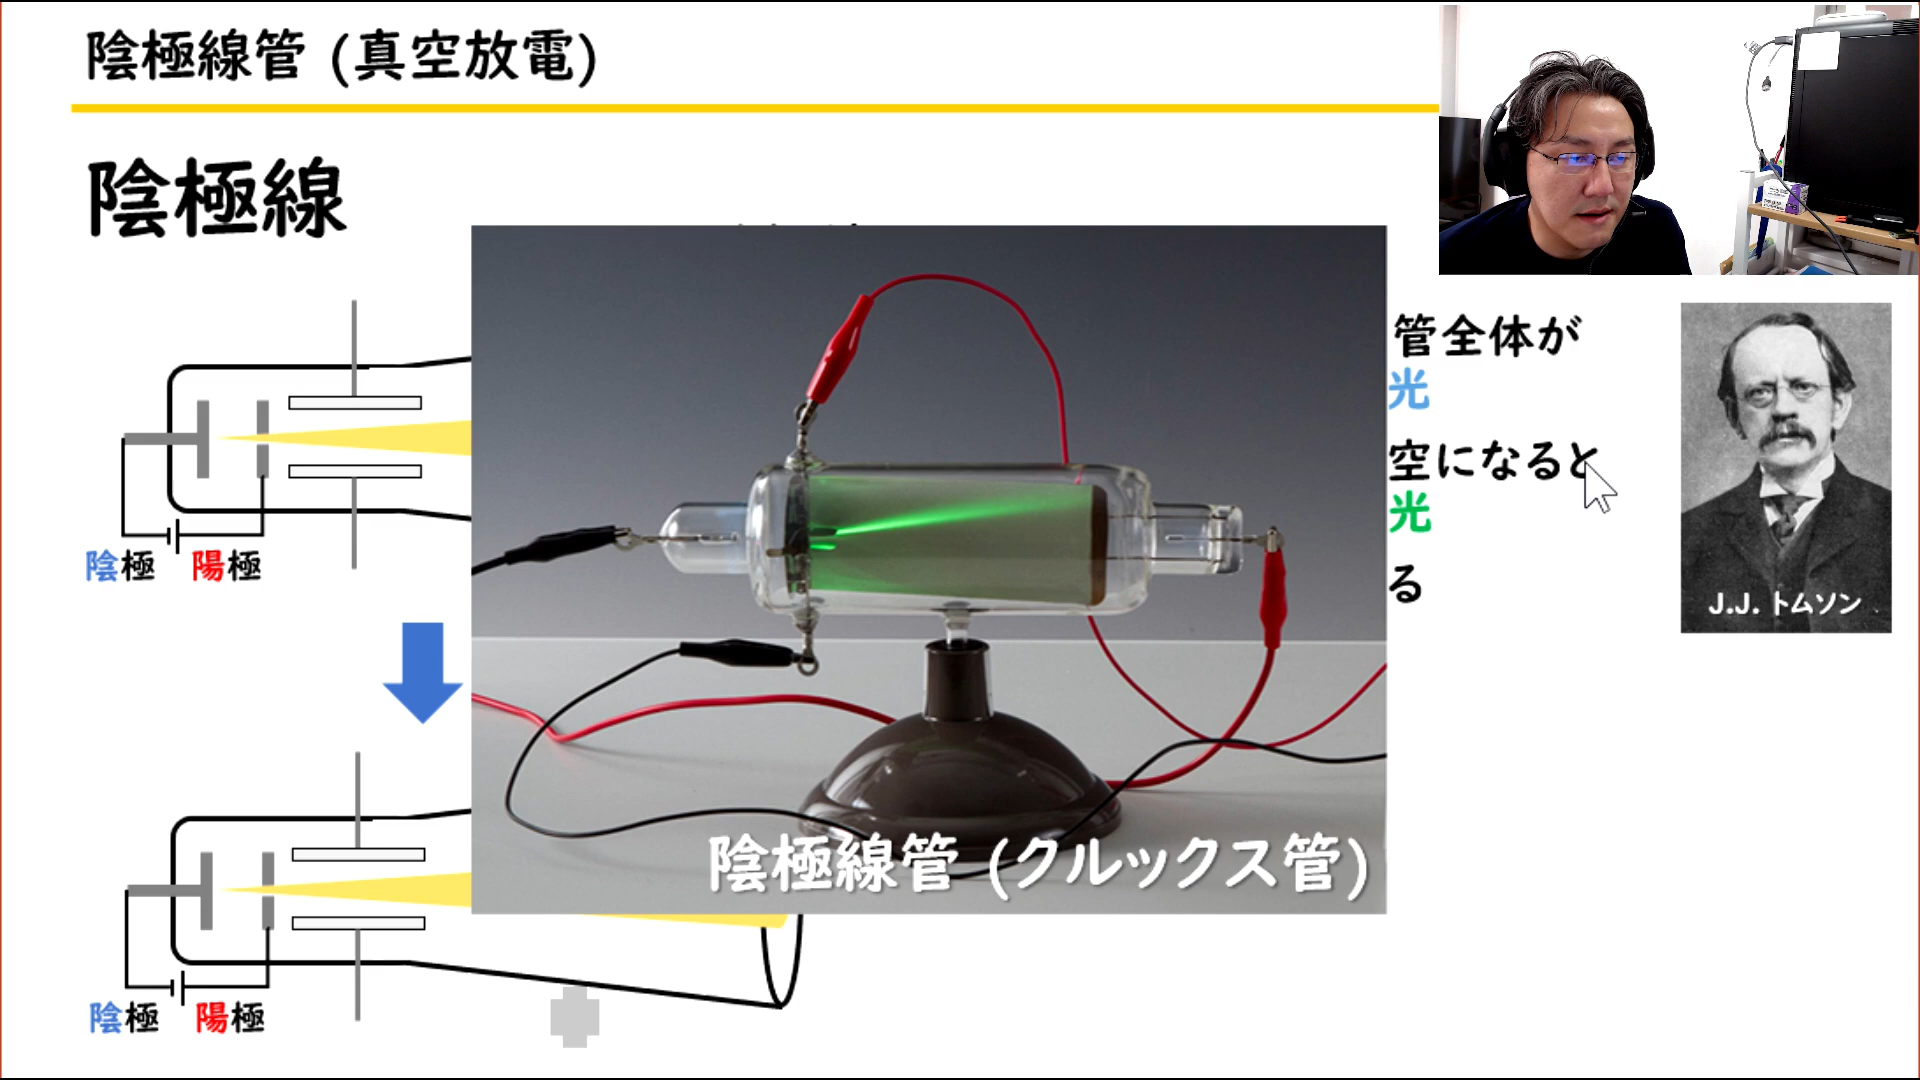 陰極線管 (真空放電)
陰極線
管全体が
光
空になると
光
る
陰極 陽極
J.J. トムソン
陰極線管 (クルックス管)
陰極 陽極